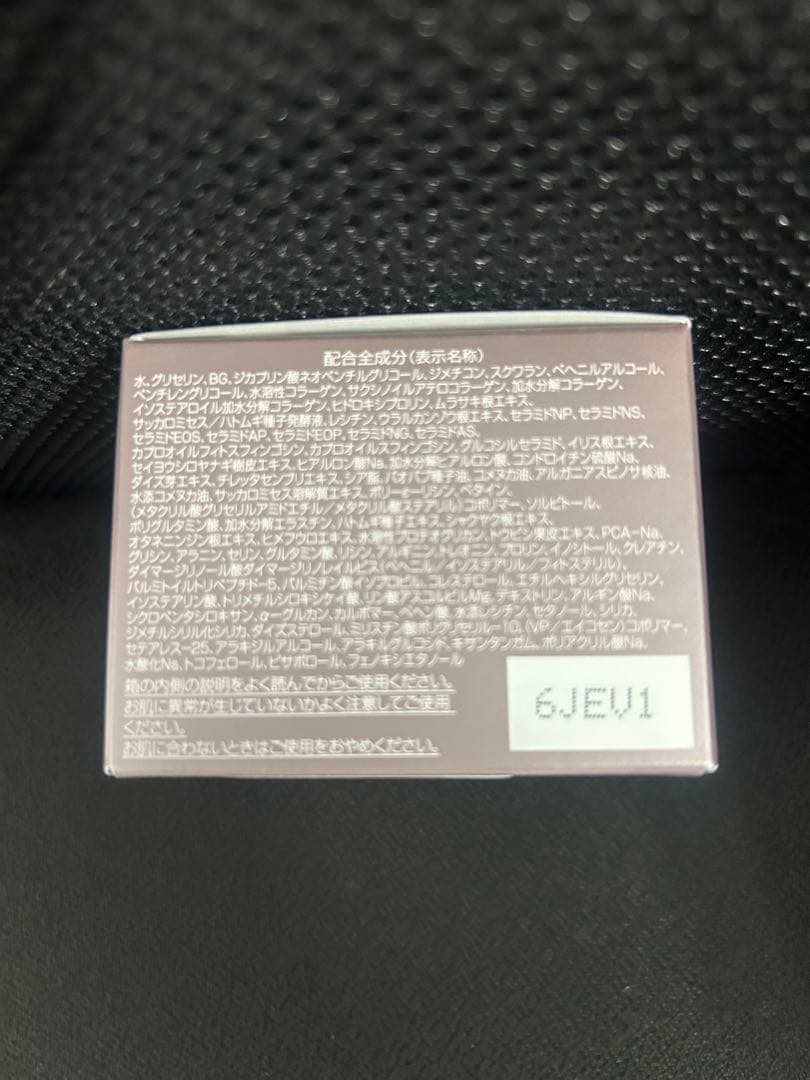 配合全成分(表示名称)
水、グリセリン、BG、ジカプリン酸ネオペンチルグリコール、ジメチコン、スクワラン、ベヘニルアルコール、
ペンチレングリコール、水溶性コラーゲン、サクシノイルアテロコラーゲン、加水分解コラーゲン、
イソステアロイル加水分解コラーゲン、ヒドロキシプロリン、ムラサキ根エキス、
サッカロミセス/ハトムギ種子発酵液、レシチン、ウラルカンゾウ根エキス、セラミドNP、セラミドNS、
セラミドEOS、セラミドAP、セラミドEOP、セラミドNG、セラミドAS、
カプロオイルフィトスフィンゴシン、カプロオイルスフィンゴシン、グルコシルセラミド、イリス根エキス、
セイヨウシロヤナギ樹皮エキス、ヒアルロン酸Na、加水分解ヒアルロン酸、コンドロイチン硫酸Na、
ダイズ芽エキス、チレッタセンブリエキス、シア脂、バオバブ種子油、コメヌカ油、アルガニアスピノサ核油、
水添コメヌカ油、サッカロミセス溶解質エキス、ポリ-ε-リシン、ベタイン、
(メタクリル酸グリセリルアミドエチル/メタクリル酸ステアリル)コポリマー、ソルビトール、
ポリグルタミン酸、加水分解エラスチン、ハトムギ種子エキス、シャクヤク根エキス、
オタネニンジン根エキス、ヒメフウロエキス、水溶性プロテオグリカン、トウビシ果皮エキス、PCA-Na、
グリシン、アラニン、セリン、グルタミン酸、リシン、アルギニン、トレオニン、プロリン、イノシトール、クレアチン、
ダイマージリノール酸ダイマージリノレイルビス(ベヘニル/イソステアリル/フィトステリル)、
パルミトイルトリペプチド-5、パルミチン酸イソプロピル、コレステロール、エチルヘキシルグリセリン、
イソステアリン酸、トリメチルシロキシケイ酸、リン酸アスコルビルMg、デキストリン、アルギン酸Na、
シクロペンタシロキサン、α-グルカン、カルボマー、ベヘン酸、水添レシチン、セタノール、シリカ、
ジメチルシリル化シリカ、ダイズステロール、ミリスチン酸ポリグリセリル-10、(VP/エイコセン)コポリマー、
セテアレス-25、アラキジルアルコール、アラキルグルコシド、キサンタンガム、ポリアクリル酸Na、
水酸化Na、トコフェロール、ビサボロール、フェノキシエタノール
箱の内側の説明をよく読んでからご使用ください。
お肌に異常が生じていないかよく注意してご使用
ください。
お肌に合わないときはご使用をおやめください。
6JEV1